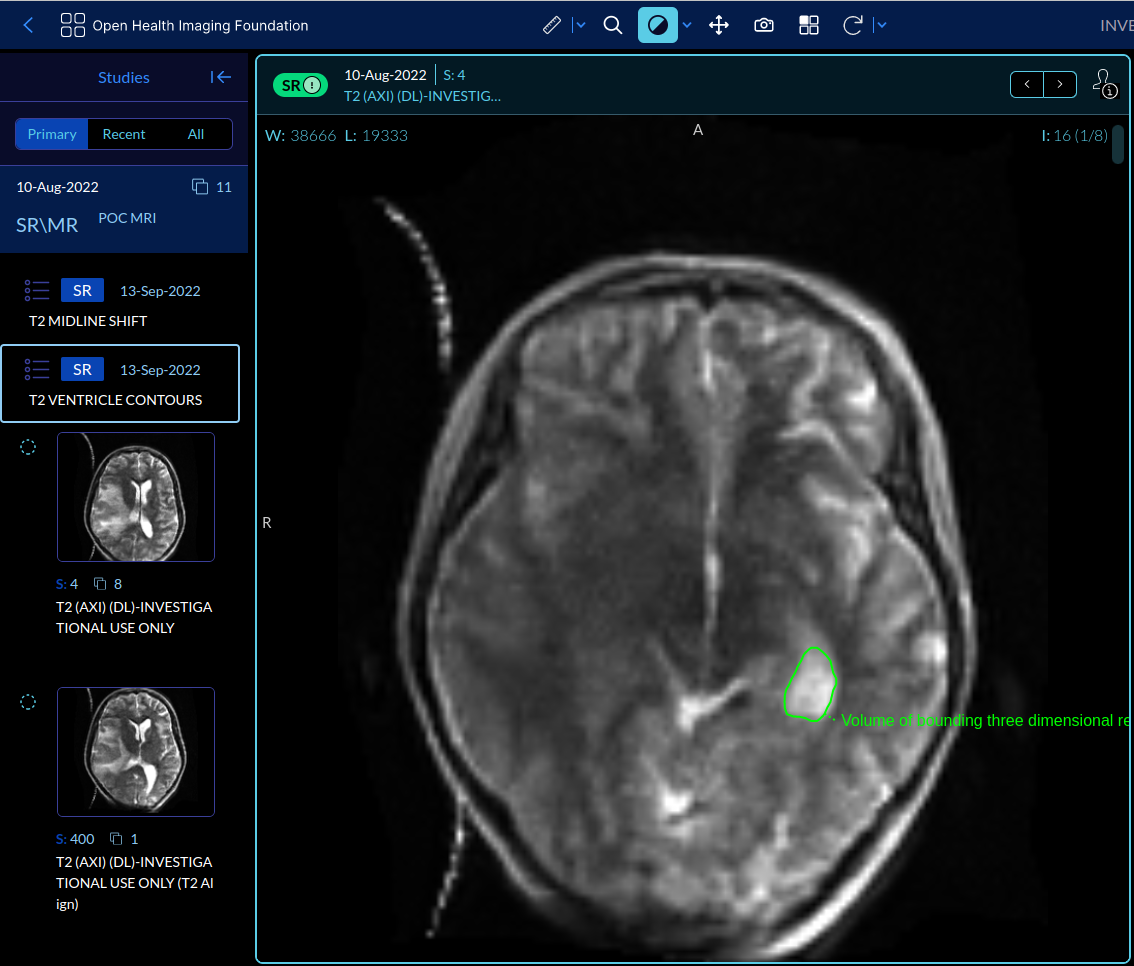 Open Health Imaging Foundation
INVE
Studies
Primary Recent All
10-Aug-2022 11
SR\MR POC MRI
SR 13-Sep-2022
T2 MIDLINE SHIFT
SR 13-Sep-2022
T2 VENTRICLE CONTOURS
S: 4 8
T2 (AXI) (DL)-INVESTIGA
TIONAL USE ONLY
S: 400 1
T2 (AXI) (DL)-INVESTIGA
TIONAL USE ONLY (T2 Al
ign)
SR 10-Aug-2022 S: 4
T2 (AXI) (DL)-INVESTIG...
W: 38666 L: 19333 A I: 16 (1/8)
R
Volume of bounding three dimensional re